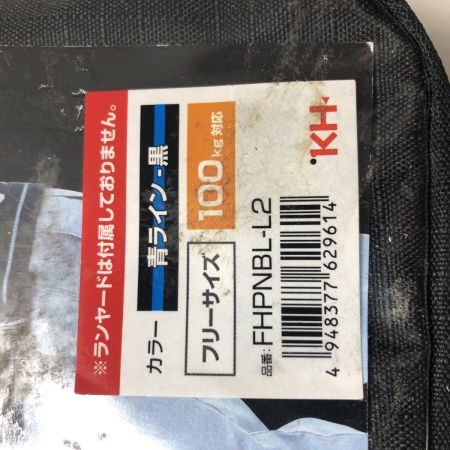 ※ランヤードは付属しておりません。
カラー 青ライン-黒
フリーサイズ 100kg対応
品番: FHPNBL-L2
4 948377 629614
KH